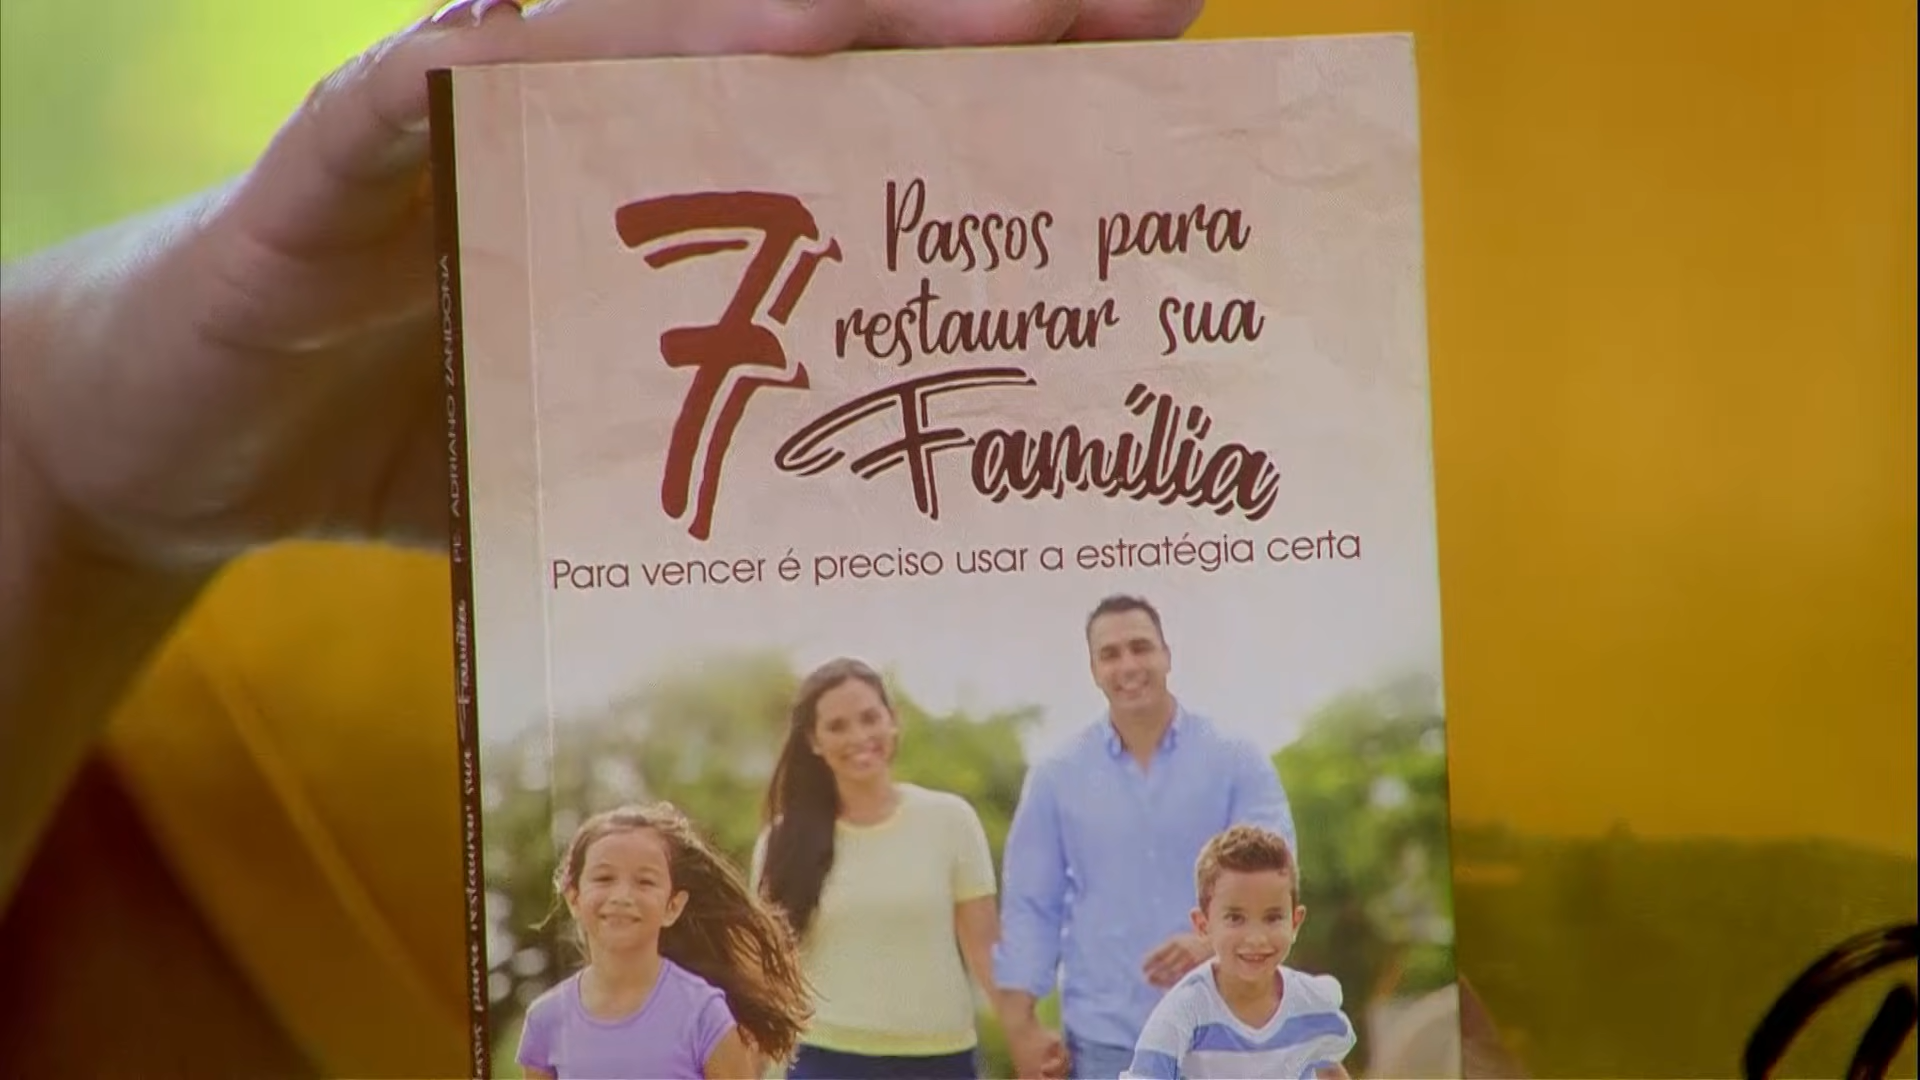 7 Passos para
restaurar sua
Família
Para vencer é preciso usar a estratégia certa
PE. ADRIANO ZANDONÁ
Passos para restaurar sua Família